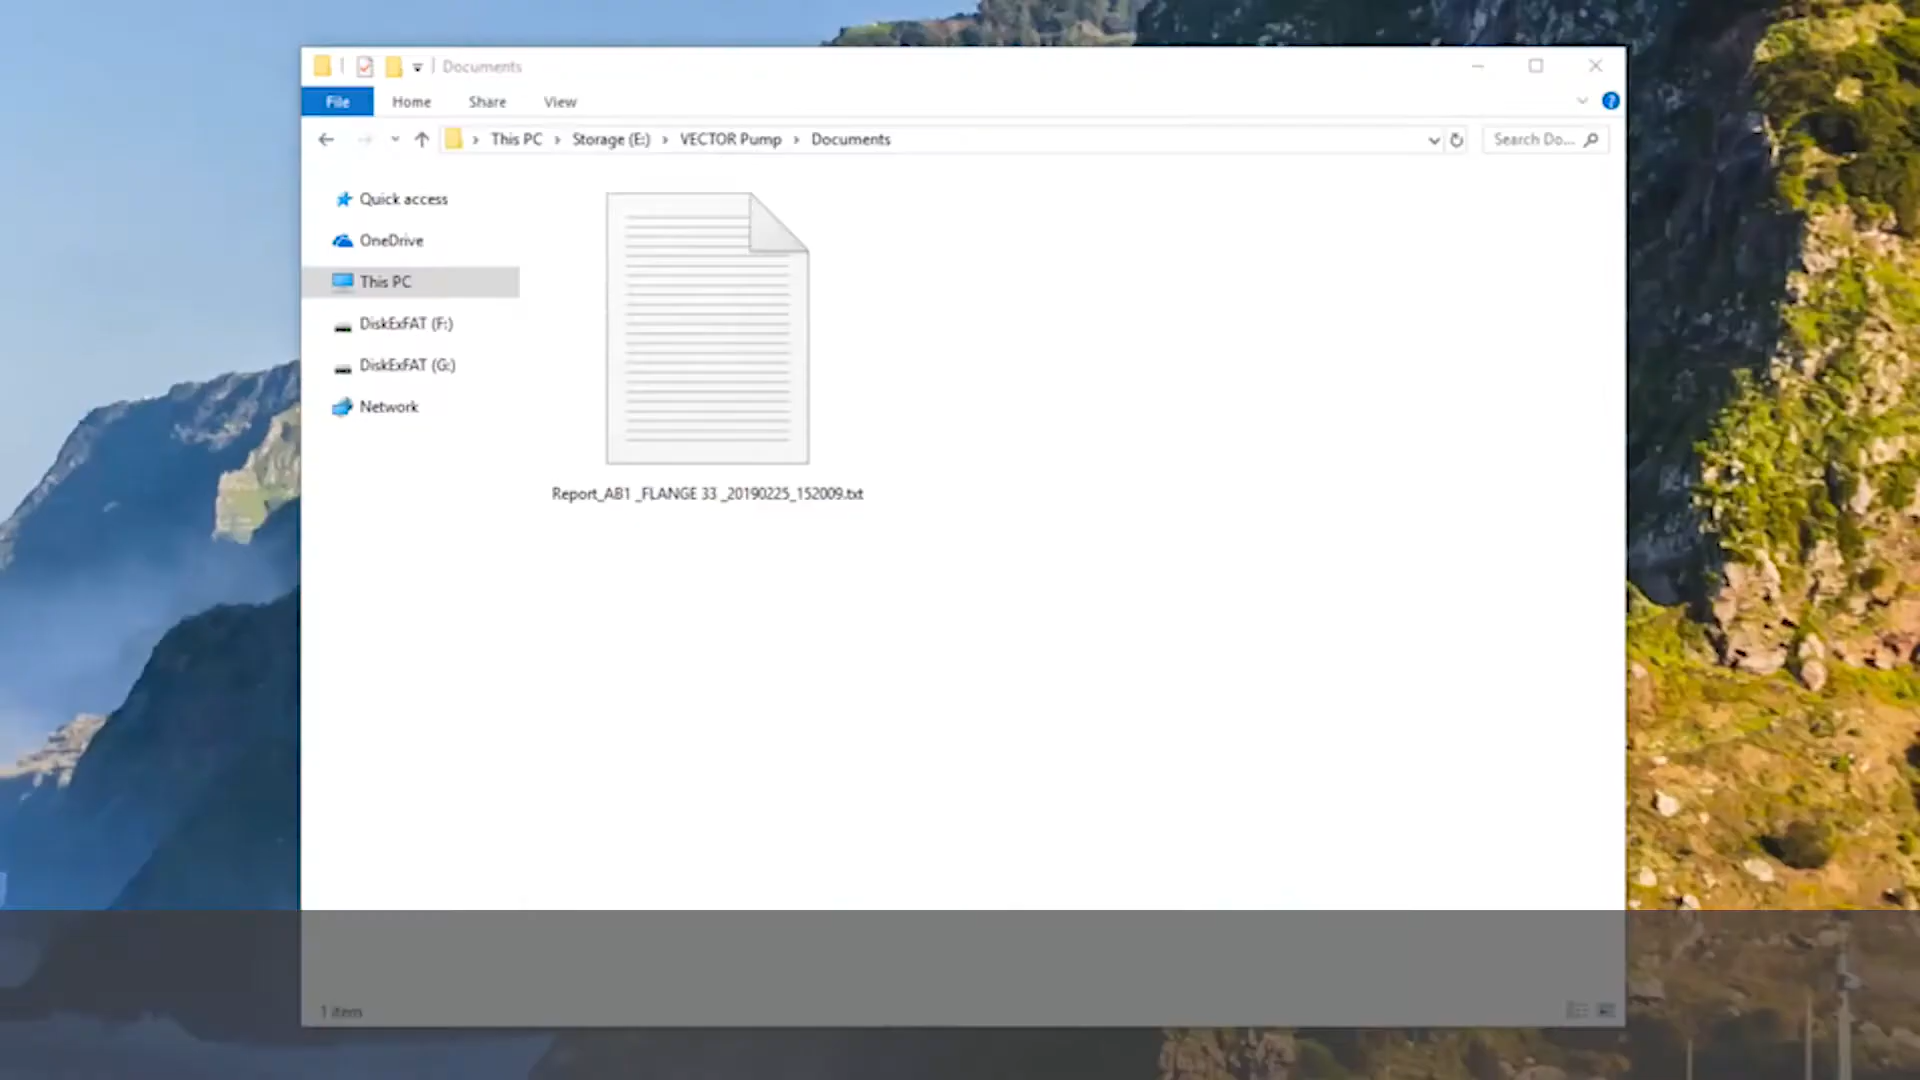 Documents
File Home Share View
This PC Storage (E:) VECTOR Pump Documents Search Do...
Quick access
OneDrive
This PC
DiskExFAT (F:)
DiskExFAT (G:)
Network
Report_AB1 _FLANGE 33 _20190225_152009.txt
1 item